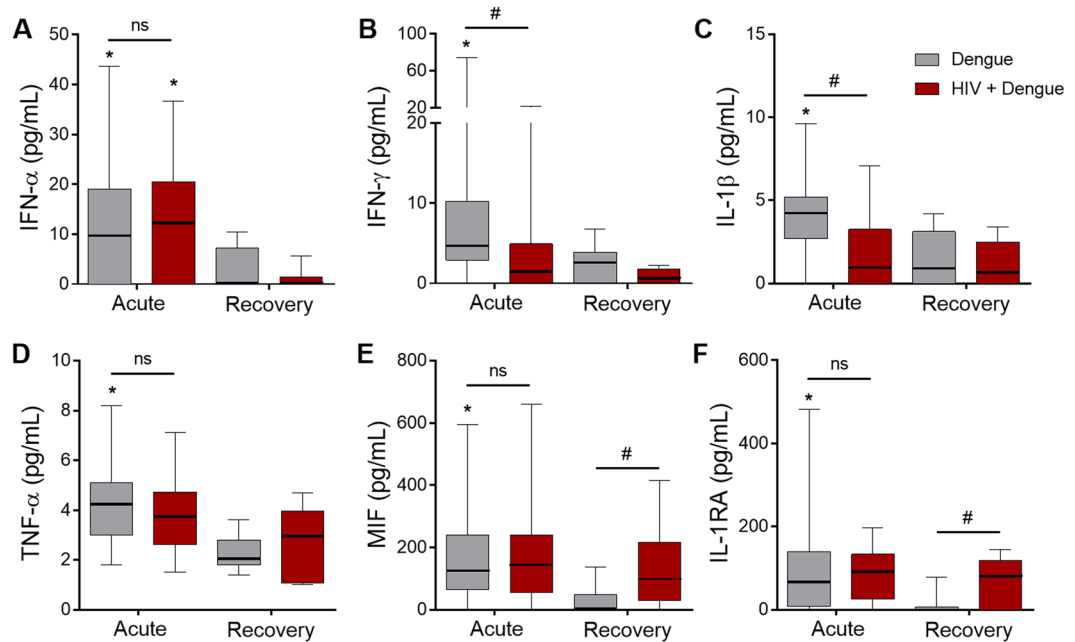 A
IFN-α (pg/mL)
50
40
30
20
10
0
ns
*
*
Acute
Recovery
B
IFN-γ (pg/mL)
100
80
60
40
20
20
10
0
#
*
Acute
Recovery
C
IL-1β (pg/mL)
15
10
5
0
#
*
Dengue
HIV + Dengue
Acute
Recovery
D
TNF-α (pg/mL)
10
8
6
4
2
0
ns
*
Acute
Recovery
E
MIF (pg/mL)
800
600
400
200
0
ns
*
#
Acute
Recovery
F
IL-1RA (pg/mL)
600
400
200
0
ns
*
#
Acute
Recovery